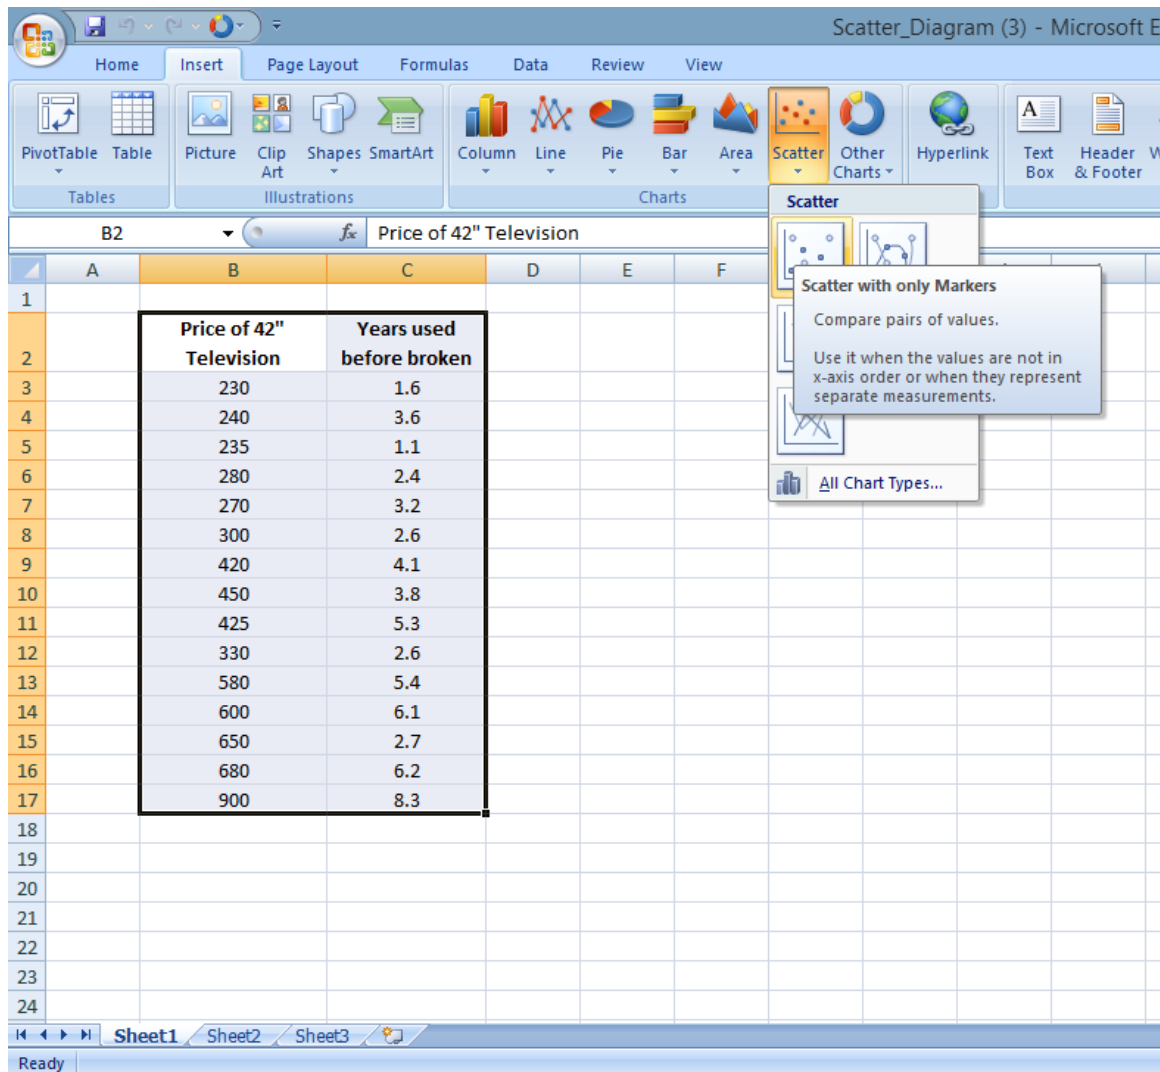 Scatter_Diagram (3) - Microsoft E
Home Insert Page Layout Formulas Data Review View
PivotTable Table Picture Clip Art Shapes SmartArt Column Line Pie Bar Area Scatter Other Charts Hyperlink Text Box Header & Footer W
Tables Illustrations Charts
B2 fx Price of 42" Television
Scatter
Scatter with only Markers
Compare pairs of values.
Use it when the values are not in
x-axis order or when they represent
separate measurements.
All Chart Types...
A B C D E F
1
2 Price of 42" Television Years used before broken
3 230 1.6
4 240 3.6
5 235 1.1
6 280 2.4
7 270 3.2
8 300 2.6
9 420 4.1
10 450 3.8
11 425 5.3
12 330 2.6
13 580 5.4
14 600 6.1
15 650 2.7
16 680 6.2
17 900 8.3
18
19
20
21
22
23
24
Sheet1 Sheet2 Sheet3
Ready